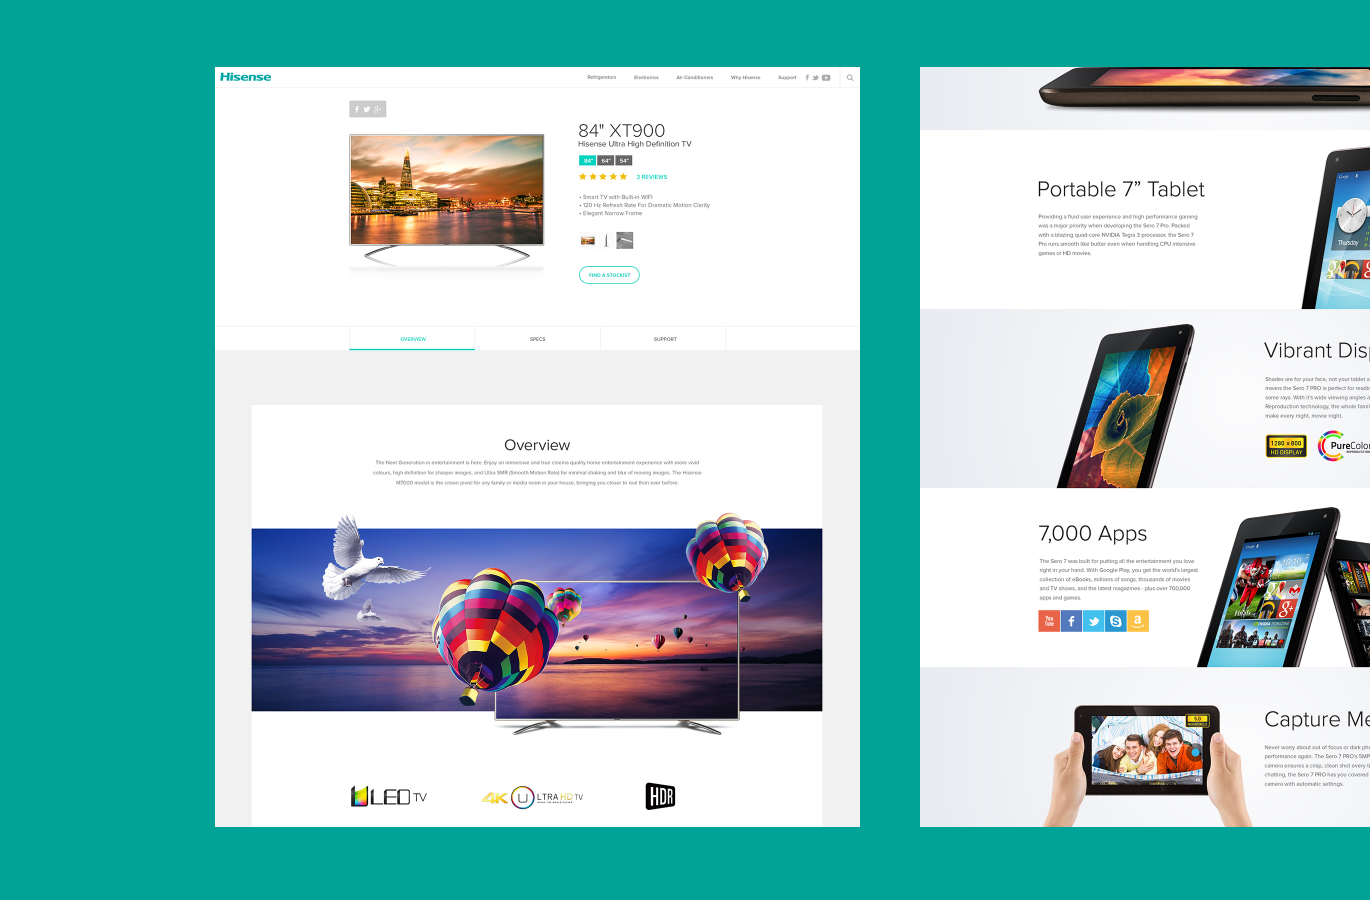 Hisense
Refrigerators Electronics Air Conditioners Why Hisense Support
84" XT900
Hisense Ultra High Definition TV
84" 64" 54"
3 REVIEWS
• Smart TV with Built-in WIFI
• 120 Hz Refresh Rate For Dramatic Motion Clarity
• Elegant Narrow Frame
FIND A STOCKIST
OVERVIEW SPECS SUPPORT
Overview
The Next Generation in entertainment is here. Enjoy an immersive and true cinema quality home entertainment experience with more vivid
colours, high definition for sharper images, and Ultra SMR (Smooth Motion Rate) for minimal shaking and blur of moving images. The Hisense
M7000 model is the crown jewel for any family or media room in your house, bringing you closer to real than ever before.
ULED TV
4K ULTRA HD TV
HDR
Portable 7” Tablet
Providing a fluid user experience and high performance gaming
was a major priority when developing the Sero 7 Pro. Packed
with a blazing quad-core NVIDIA Tegra 3 processor, the Sero 7
Pro runs smooth like butter even when handling CPU intensive
games or HD movies.
Thursday
Vibrant Disp
Shades are for your face, not your tablet a
means the Sero 7 PRO is perfect for readi
some rays. With it's wide viewing angles a
Reproduction technology, the whole famil
make every night, movie night.
1280 x 800
HD DISPLAY
PureColor
REPRODUCTION
7,000 Apps
The Sero 7 was built for putting all the entertainment you love
right in your hand. With Google Play, you get the world's largest
collection of eBooks, millions of songs, thousands of movies
and TV shows, and the latest magazines - plus over 700,000
apps and games.
You
Tube
Capture Me
Never worry about out of focus or dark pho
performance again. The Sero 7 PRO's 5MP
camera ensures a crisp, clean shot every ti
chatting, the Sero 7 PRO has you covered
camera with automatic settings.
5.0
MEGAPIXELS